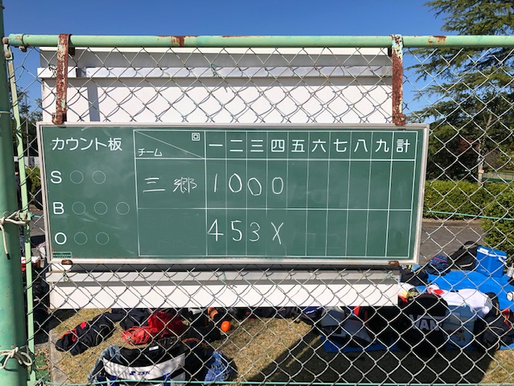 カウント板 チーム 回 一 二 三 四 五 六 七 八 九 計
S 三郷 1 0 0 0
B
O 4 5 3 X